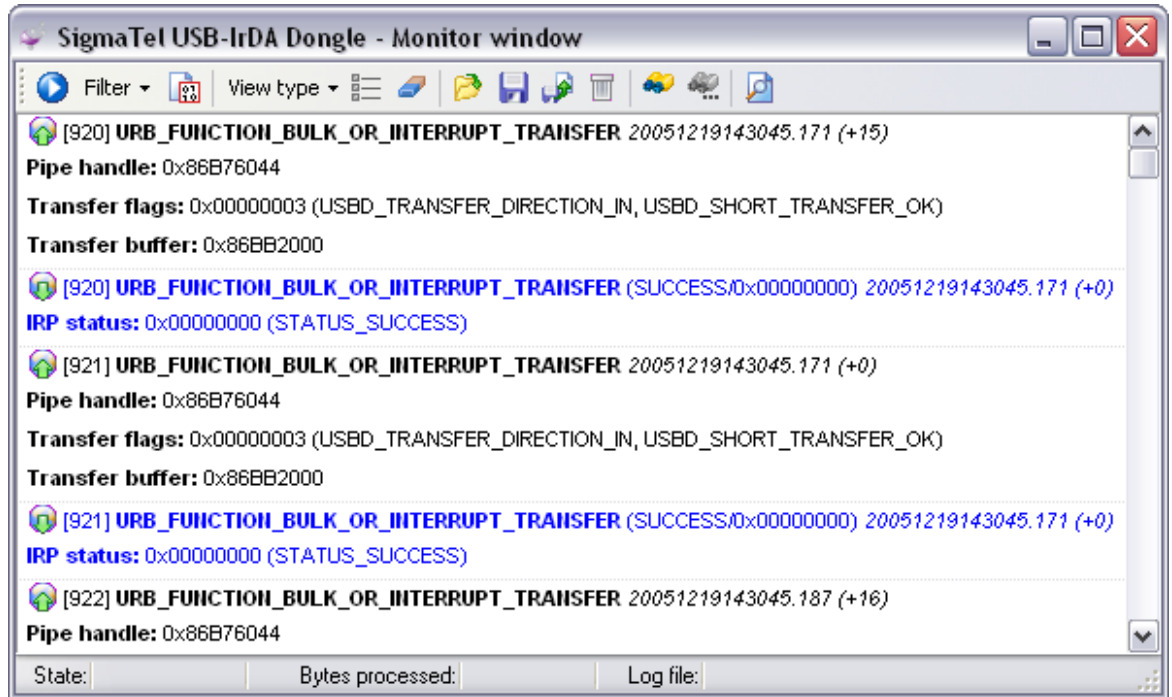 SigmaTel USB-IrDA Dongle - Monitor window
Filter View type
[920] URB_FUNCTION_BULK_OR_INTERRUPT_TRANSFER 20051219143045.171 (+15)
Pipe handle: 0x86B76044
Transfer flags: 0x00000003 (USBD_TRANSFER_DIRECTION_IN, USBD_SHORT_TRANSFER_OK)
Transfer buffer: 0x86BB2000
[920] URB_FUNCTION_BULK_OR_INTERRUPT_TRANSFER (SUCCESS/0x00000000) 20051219143045.171 (+0)
IRP status: 0x00000000 (STATUS_SUCCESS)
[921] URB_FUNCTION_BULK_OR_INTERRUPT_TRANSFER 20051219143045.171 (+0)
Pipe handle: 0x86B76044
Transfer flags: 0x00000003 (USBD_TRANSFER_DIRECTION_IN, USBD_SHORT_TRANSFER_OK)
Transfer buffer: 0x86BB2000
[921] URB_FUNCTION_BULK_OR_INTERRUPT_TRANSFER (SUCCESS/0x00000000) 20051219143045.171 (+0)
IRP status: 0x00000000 (STATUS_SUCCESS)
[922] URB_FUNCTION_BULK_OR_INTERRUPT_TRANSFER 20051219143045.187 (+16)
Pipe handle: 0x86B76044
State: Bytes processed: Log file: